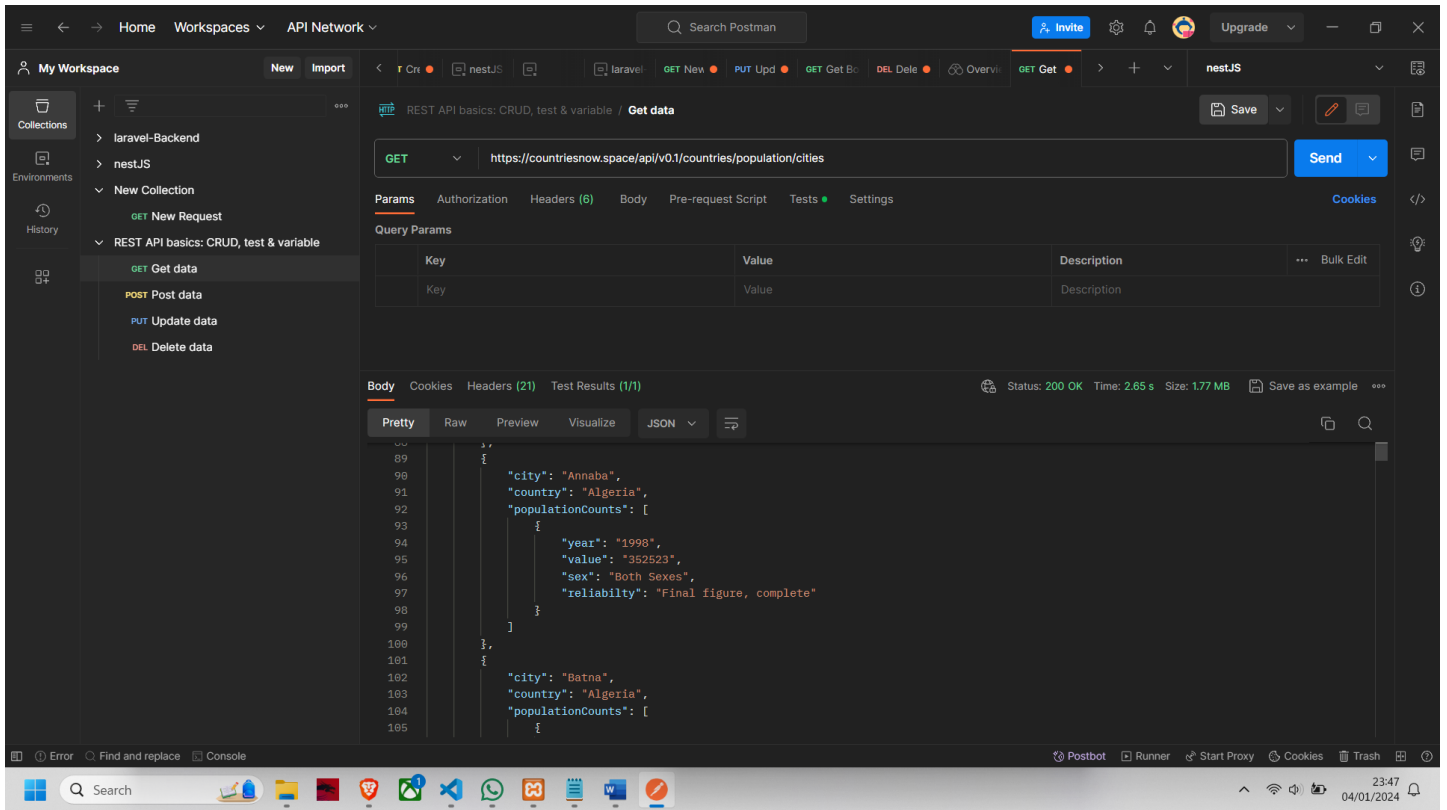 Home Workspaces API Network Search Postman Invite Upgrade
My Workspace New Import Cre nestJS laravel GET New PUT Upd GET Get Bo DEL Dele Overvie GET Get nestJS
Collections
Environments
History
laravel-Backend
nestJS
New Collection
GET New Request
REST API basics: CRUD, test & variable
GET Get data
POST Post data
PUT Update data
DEL Delete data
HTTP REST API basics: CRUD, test & variable / Get data Save
GET https://countriesnow.space/api/v0.1/countries/population/cities Send
Params Authorization Headers (6) Body Pre-request Script Tests Settings Cookies
Query Params
Key Value Description Bulk Edit
Key Value Description
Body Cookies Headers (21) Test Results (1/1) Status: 200 OK Time: 2.65 s Size: 1.77 MB Save as example
Pretty Raw Preview Visualize JSON
88 },
89 {
90 "city": "Annaba",
91 "country": "Algeria",
92 "populationCounts": [
93 {
94 "year": "1998",
95 "value": "352523",
96 "sex": "Both Sexes",
97 "reliabilty": "Final figure, complete"
98 }
99 ]
100 },
101 {
102 "city": "Batna",
103 "country": "Algeria",
104 "populationCounts": [
105 {
Error Find and replace Console Postbot Runner Start Proxy Cookies Trash
Search 1 23:47
04/01/2024